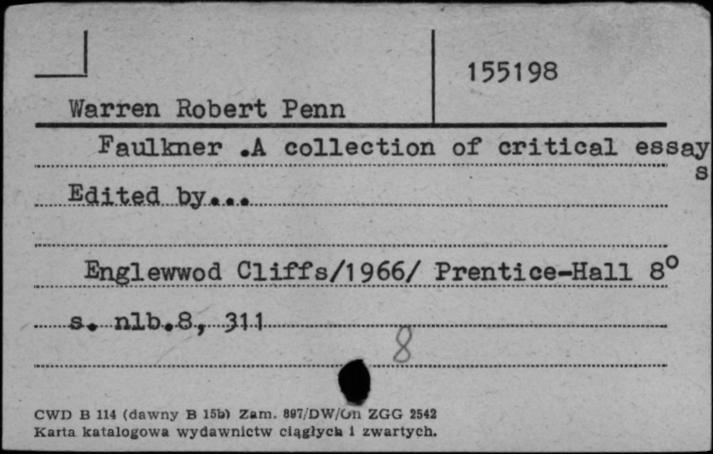 155198
Warren Robert Penn
Faulkner .A collection of critical essay
s
Edited by...
Englewwod Cliffs/1966/ Prentice-Hall 8°
s. nlb.8, 311
8
CWD B 114 (dawny B 15b) Zam. 897/DW/Un ZGG 2542
Karta katalogowa wydawnictw ciągłych i zwartych.